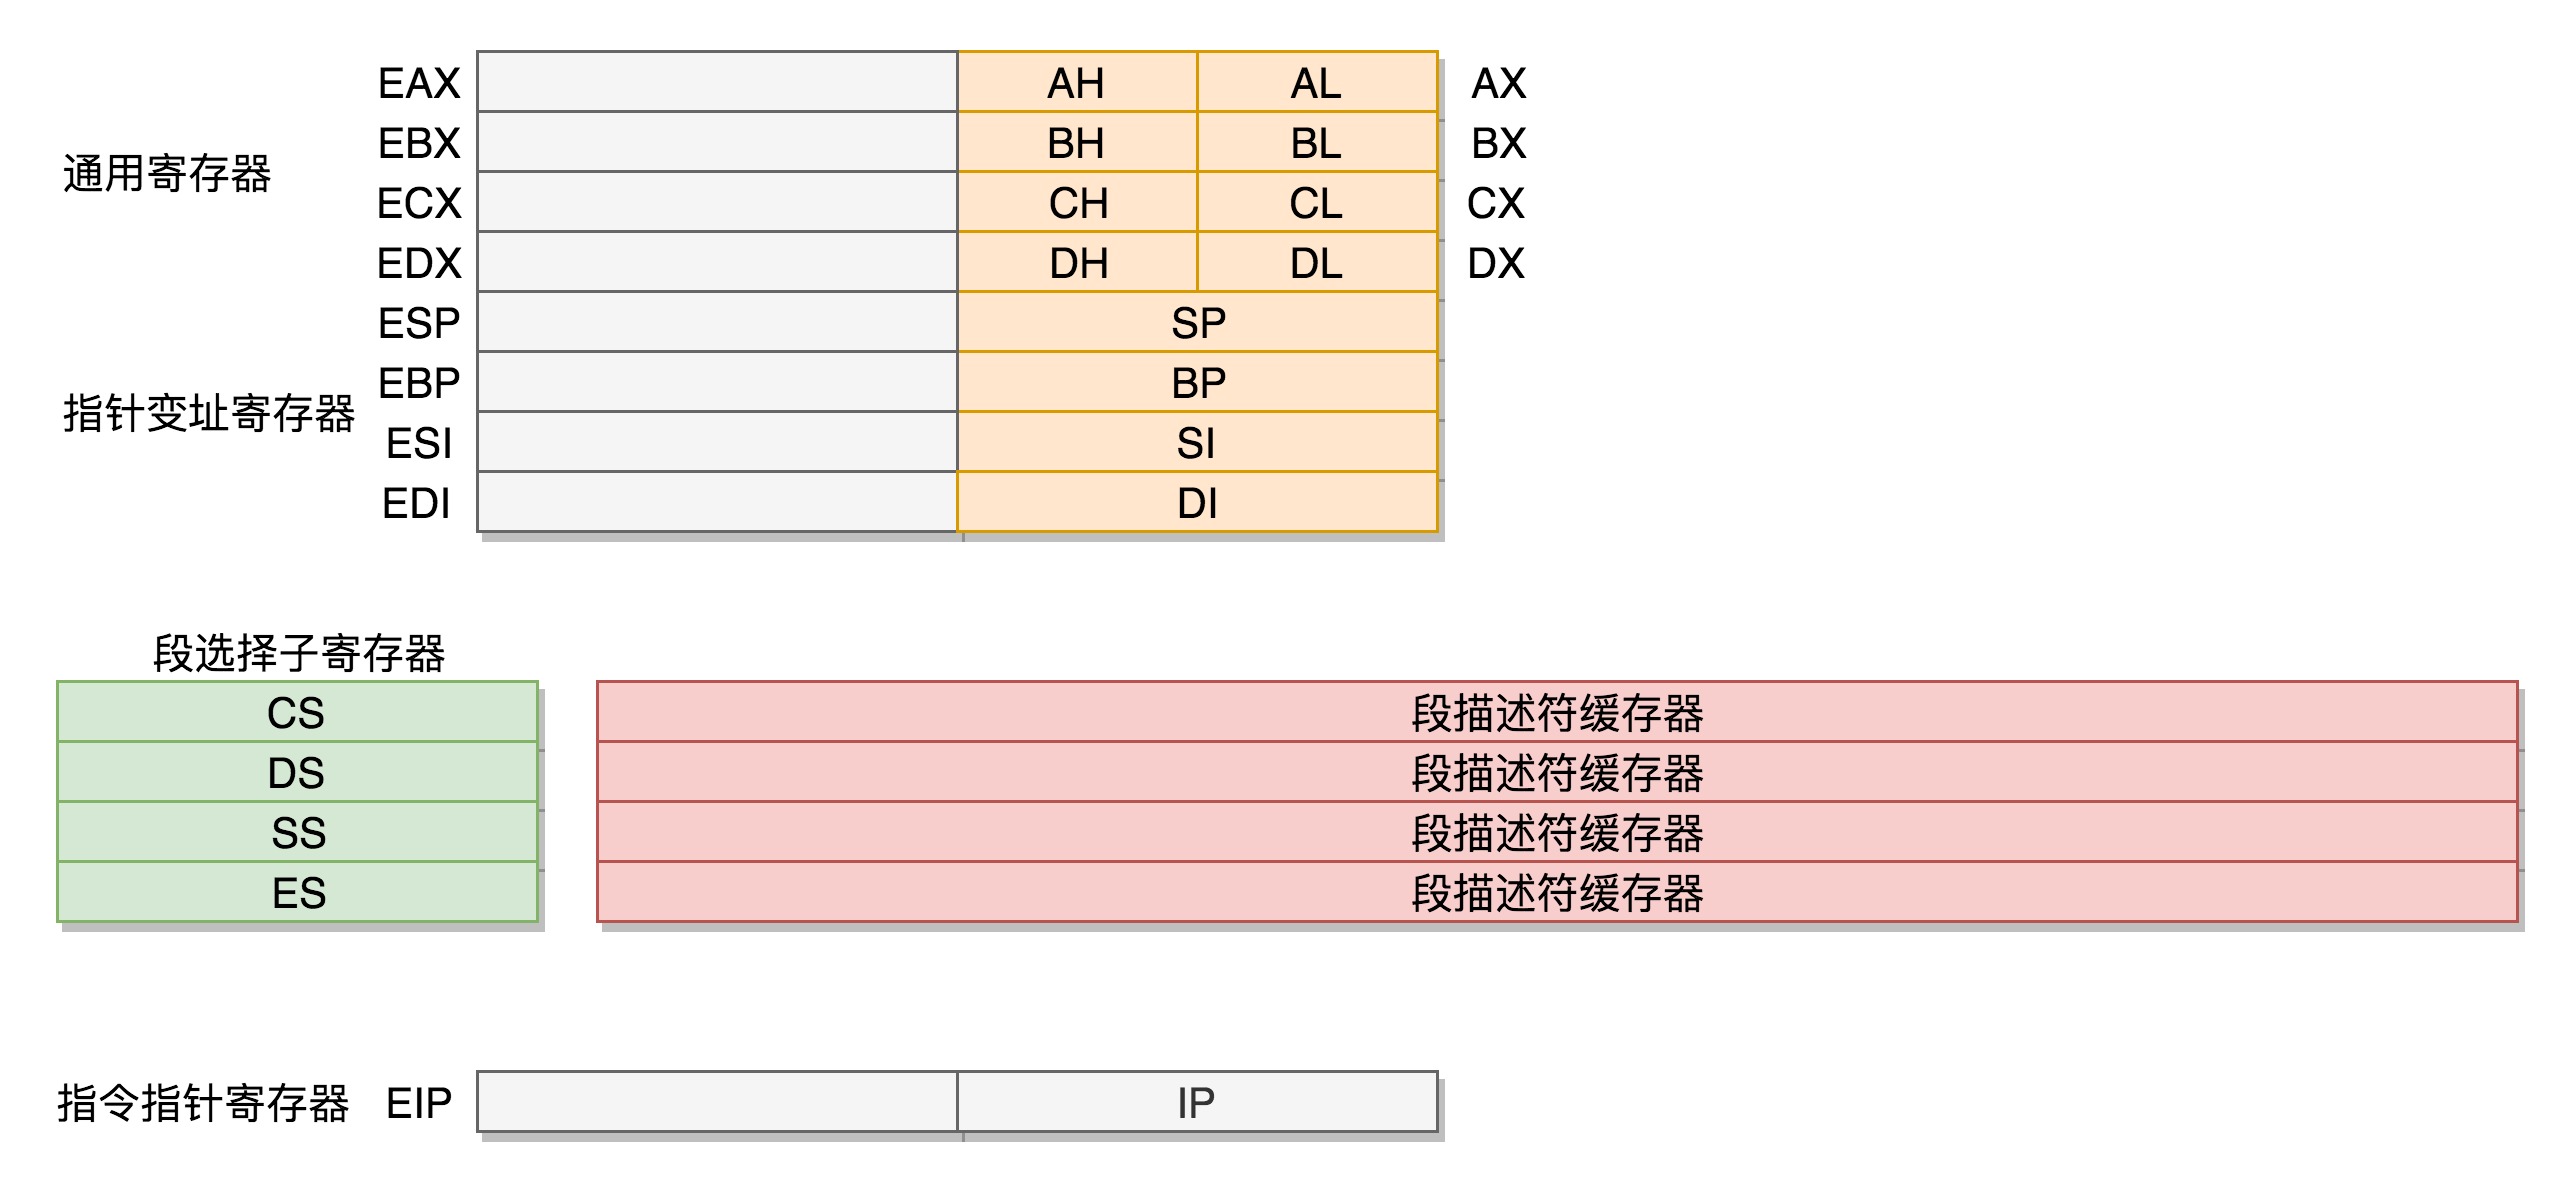 EAX AH AL AX
EBX BH BL BX
通用寄存器
ECX CH CL CX
EDX DH DL DX
ESP SP
EBP BP
指针变址寄存器
ESI SI
EDI DI
段选择子寄存器
CS 段描述符缓存器
DS 段描述符缓存器
SS 段描述符缓存器
ES 段描述符缓存器
指令指针寄存器 EIP IP